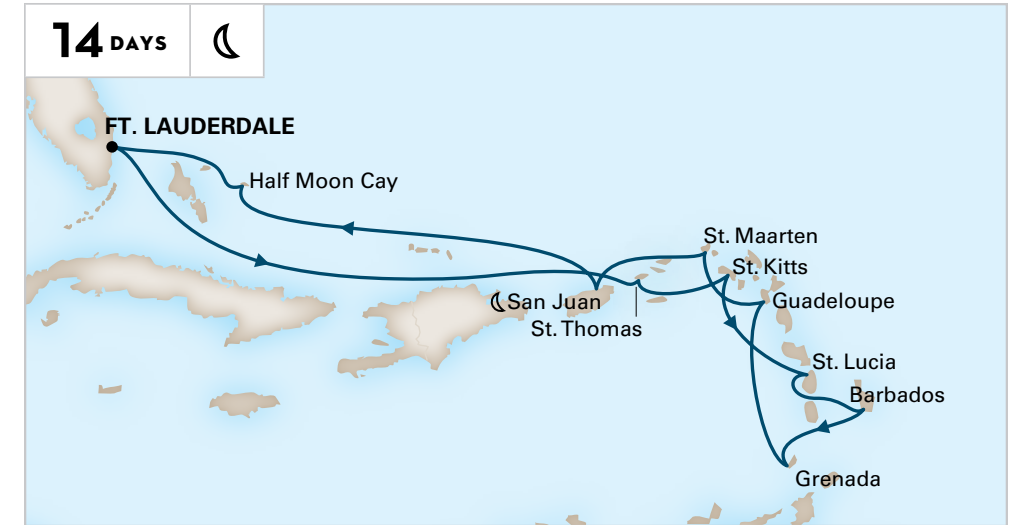 14 DAYS
FT. LAUDERDALE
Half Moon Cay
St. Maarten
St. Kitts
San Juan
Guadeloupe
St. Thomas
St. Lucia
Barbados
Grenada